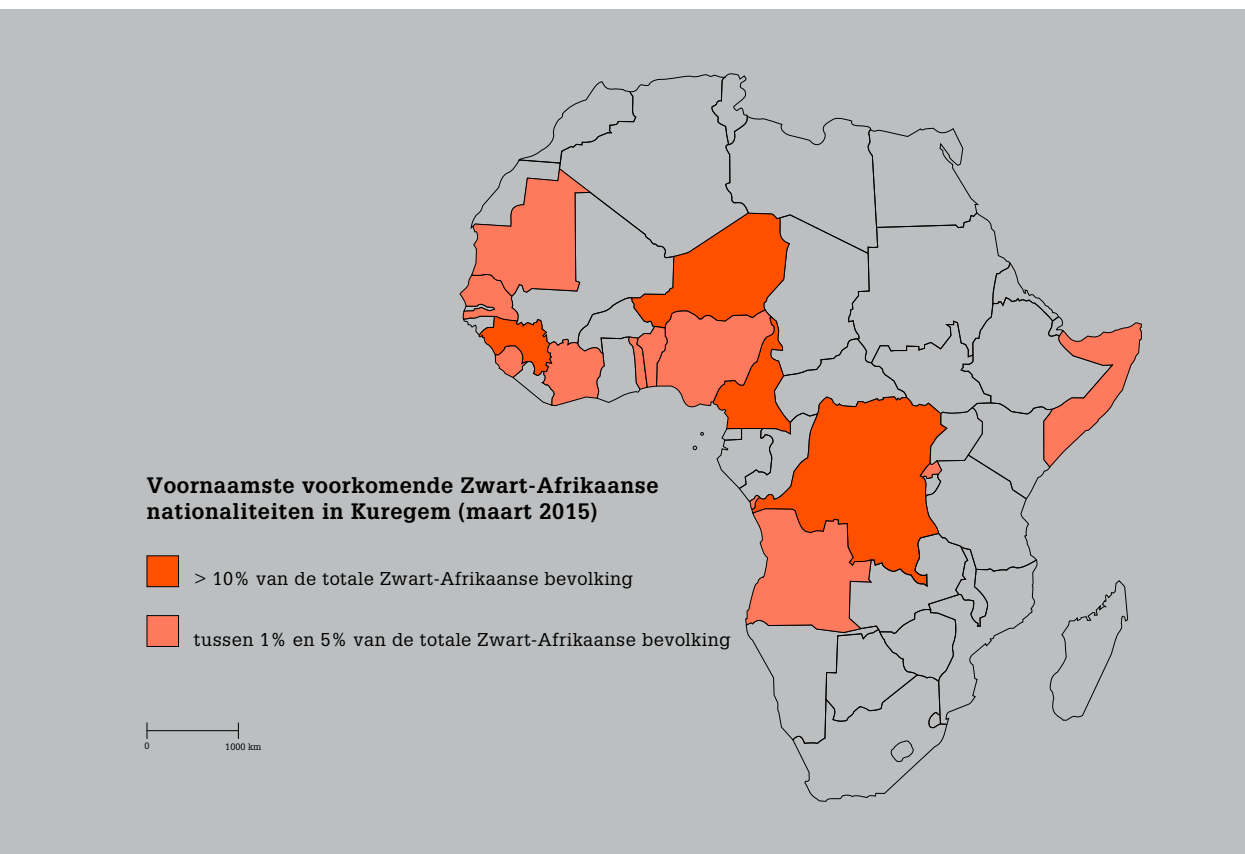 Voornaamste voorkomende Zwart-Afrikaanse
nationaliteiten in Kuregem (maart 2015)
> 10% van de totale Zwart-Afrikaanse bevolking
tussen 1% en 5% van de totale Zwart-Afrikaanse bevolking
0 1000 km